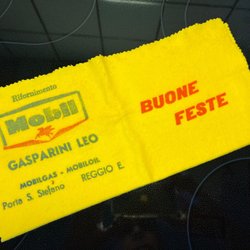 Rifornimento
Mobil
GASPARINI LEO
MOBILGAS - MOBILOIL
Porta S. Stefano REGGIO E.
BUONE
FESTE